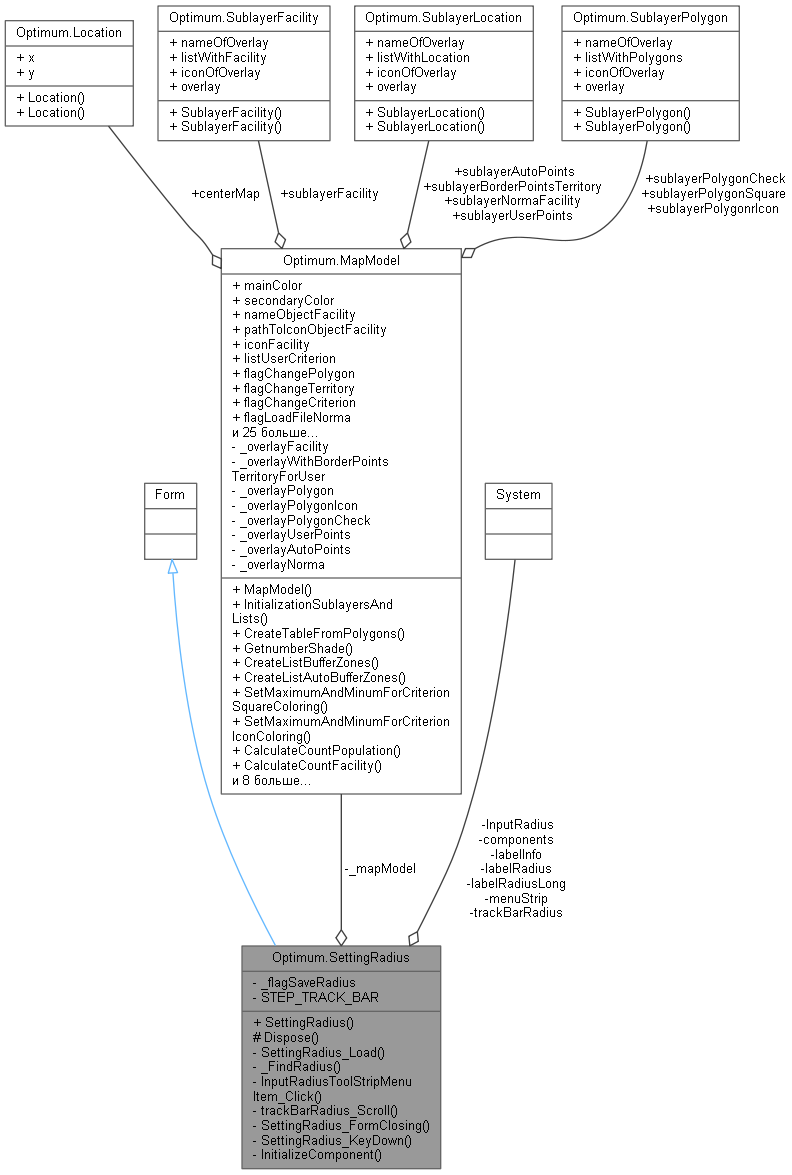 Optimum.Location
+ x
+ y
+ Location()
+ Location()
Optimum.SublayerFacility
+ nameOfOverlay
+ listWithFacility
+ iconOfOverlay
+ overlay
+ SublayerFacility()
+ SublayerFacility()
Optimum.SublayerLocation
+ nameOfOverlay
+ listWithLocation
+ iconOfOverlay
+ overlay
+ SublayerLocation()
+ SublayerLocation()
Optimum.SublayerPolygon
+ nameOfOverlay
+ listWithPolygons
+ iconOfOverlay
+ overlay
+ SublayerPolygon()
+ SublayerPolygon()
+centerMap
+sublayerFacility
+sublayerAutoPoints
+sublayerBorderPointsTerritory
+sublayerNormaFacility
+sublayerUserPoints
+sublayerPolygonCheck
+sublayerPolygonSquare
+sublayerPolygonIcon
Optimum.MapModel
+ mainColor
+ secondaryColor
+ nameObjectFacility
+ pathToIconObjectFacility
+ iconFacility
+ listUserCriterion
+ flagChangePolygon
+ flagChangeTerritory
+ flagChangeCriterion
+ flagLoadFileNorma
и 25 больше...
- _overlayFacility
- _overlayWithBorderPoints
TerritoryForUser
- _overlayPolygon
- _overlayPolygonIcon
- _overlayPolygonCheck
- _overlayUserPoints
- _overlayAutoPoints
- _overlayNorma
+ MapModel()
+ InitializationSublayersAnd
Lists()
+ CreateTableFromPolygons()
+ GetnumberShade()
+ CreateListBufferZones()
+ CreateListAutoBufferZones()
+ SetMaximumAndMinumForCriterion
SquareColoring()
+ SetMaximumAndMinumForCriterion
IconColoring()
+ CalculateCountPopulation()
+ CalculateCountFacility()
и 8 больше...
Form
System
-_mapModel
-InputRadius
-components
-labelInfo
-labelRadius
-labelRadiusLong
-menuStrip
-trackBarRadius
Optimum.SettingRadius
- _flagSaveRadius
- STEP_TRACK_BAR
+ SettingRadius()
# Dispose()
- SettingRadius_Load()
- _FindRadius()
- InputRadiusToolStripMenu
Item_Click()
- trackBarRadius_Scroll()
- SettingRadius_FormClosing()
- SettingRadius_KeyDown()
- InitializeComponent()